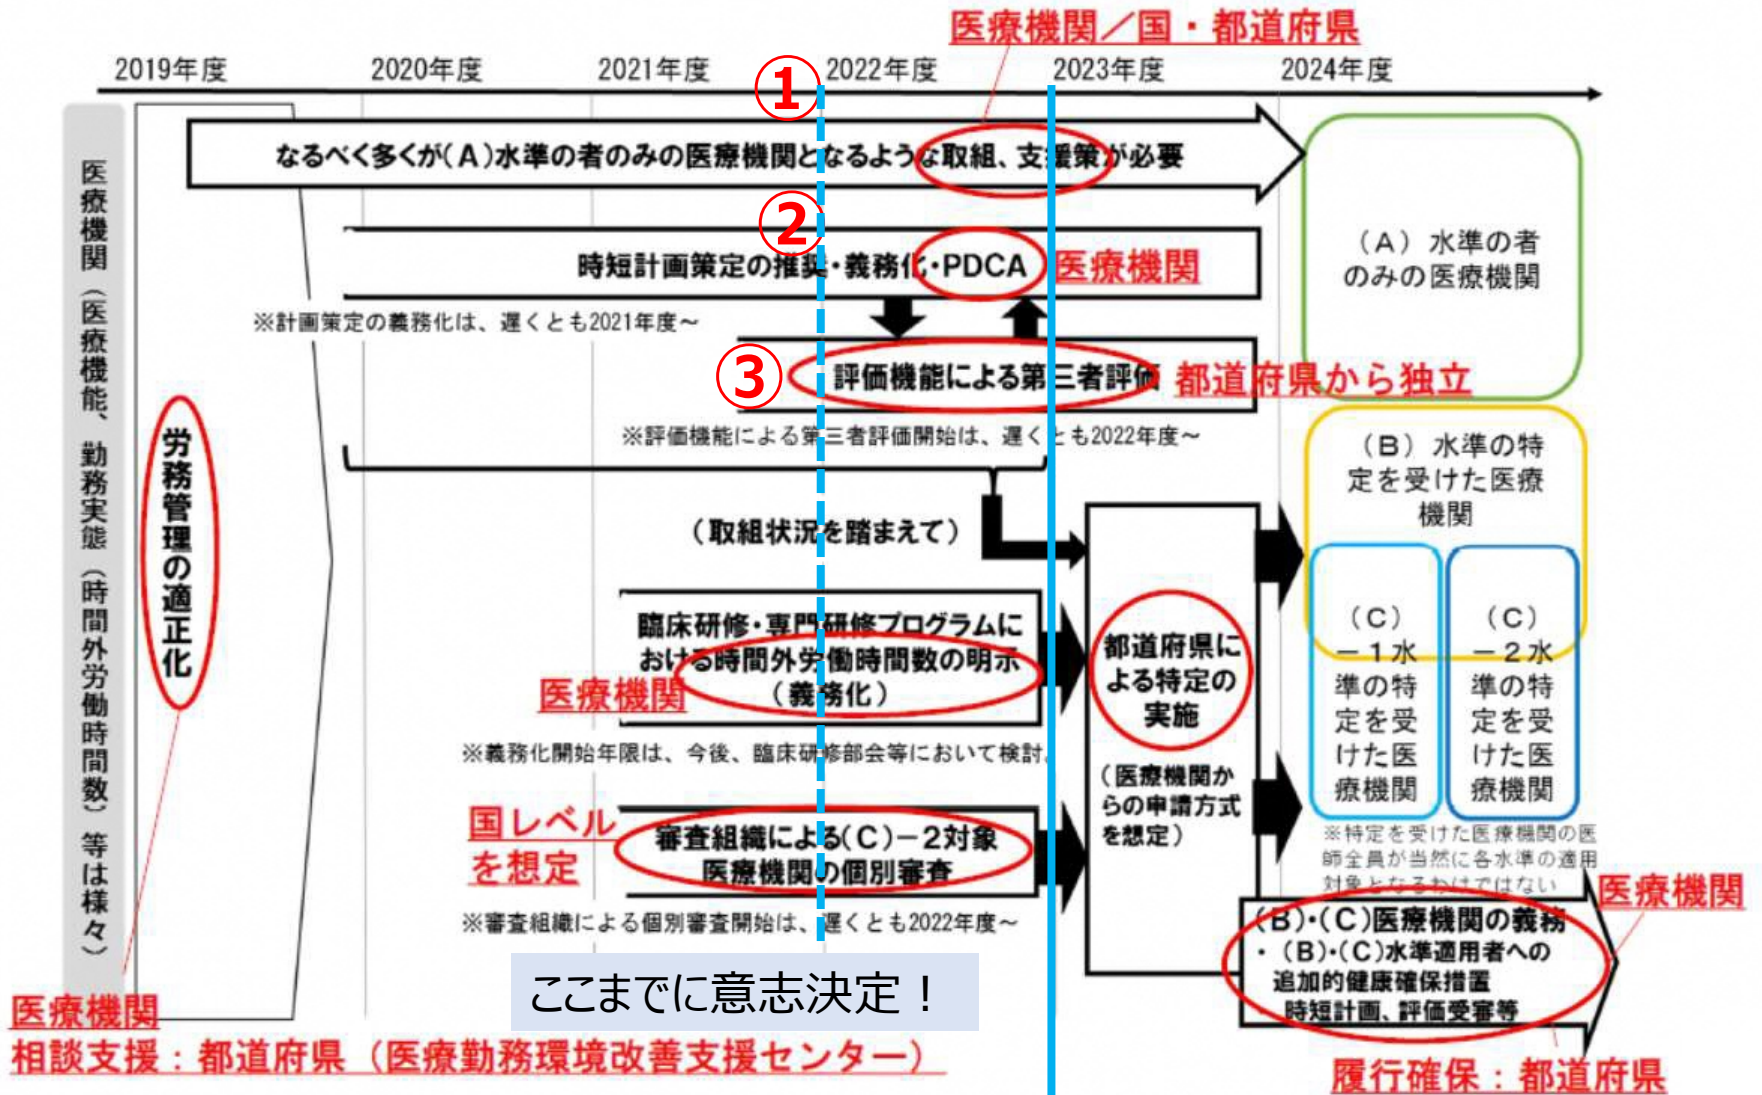 医療機関／国・都道府県
2019年度
2020年度
2021年度
2022年度
2023年度
2024年度
①
なるべく多くが(A)水準の者のみの医療機関となるような取組、支援策が必要
②
時短計画策定の推奨・義務化・PDCA
医療機関
※計画策定の義務化は、遅くとも2021年度～
③
評価機能による第三者評価
都道府県から独立
※評価機能による第三者評価開始は、遅くとも2022年度～
医療機関（医療機能、勤務実態（時間外労働時間数）等は様々）
労務管理の適正化
（取組状況を踏まえて）
臨床研修・専門研修プログラムに
おける時間外労働時間数の明示
（義務化）
医療機関
※義務化開始年限は、今後、臨床研修部会等において検討。
国レベル
を想定
審査組織による(C)－2対象
医療機関の個別審査
※審査組織による個別審査開始は、遅くとも2022年度～
都道府県に
よる特定の
実施
（医療機関か
らの申請方式
を想定）
（A）水準の者
のみの医療機関
（B）水準の特
定を受けた医療
機関
（C）
－1水
準の特
定を受
けた医
療機関
（C）
－2水
準の特
定を受
けた医
療機関
※特定を受けた医療機関の医
師全員が当然に各水準の適用
対象となるわけではない
医療機関
(B)・(C)医療機関の義務
・（B）・（C）水準適用者への
追加的健康確保措置
時短計画、評価受審等
ここまでに意志決定！
医療機関
相談支援：都道府県（医療勤務環境改善支援センター）
履行確保：都道府県